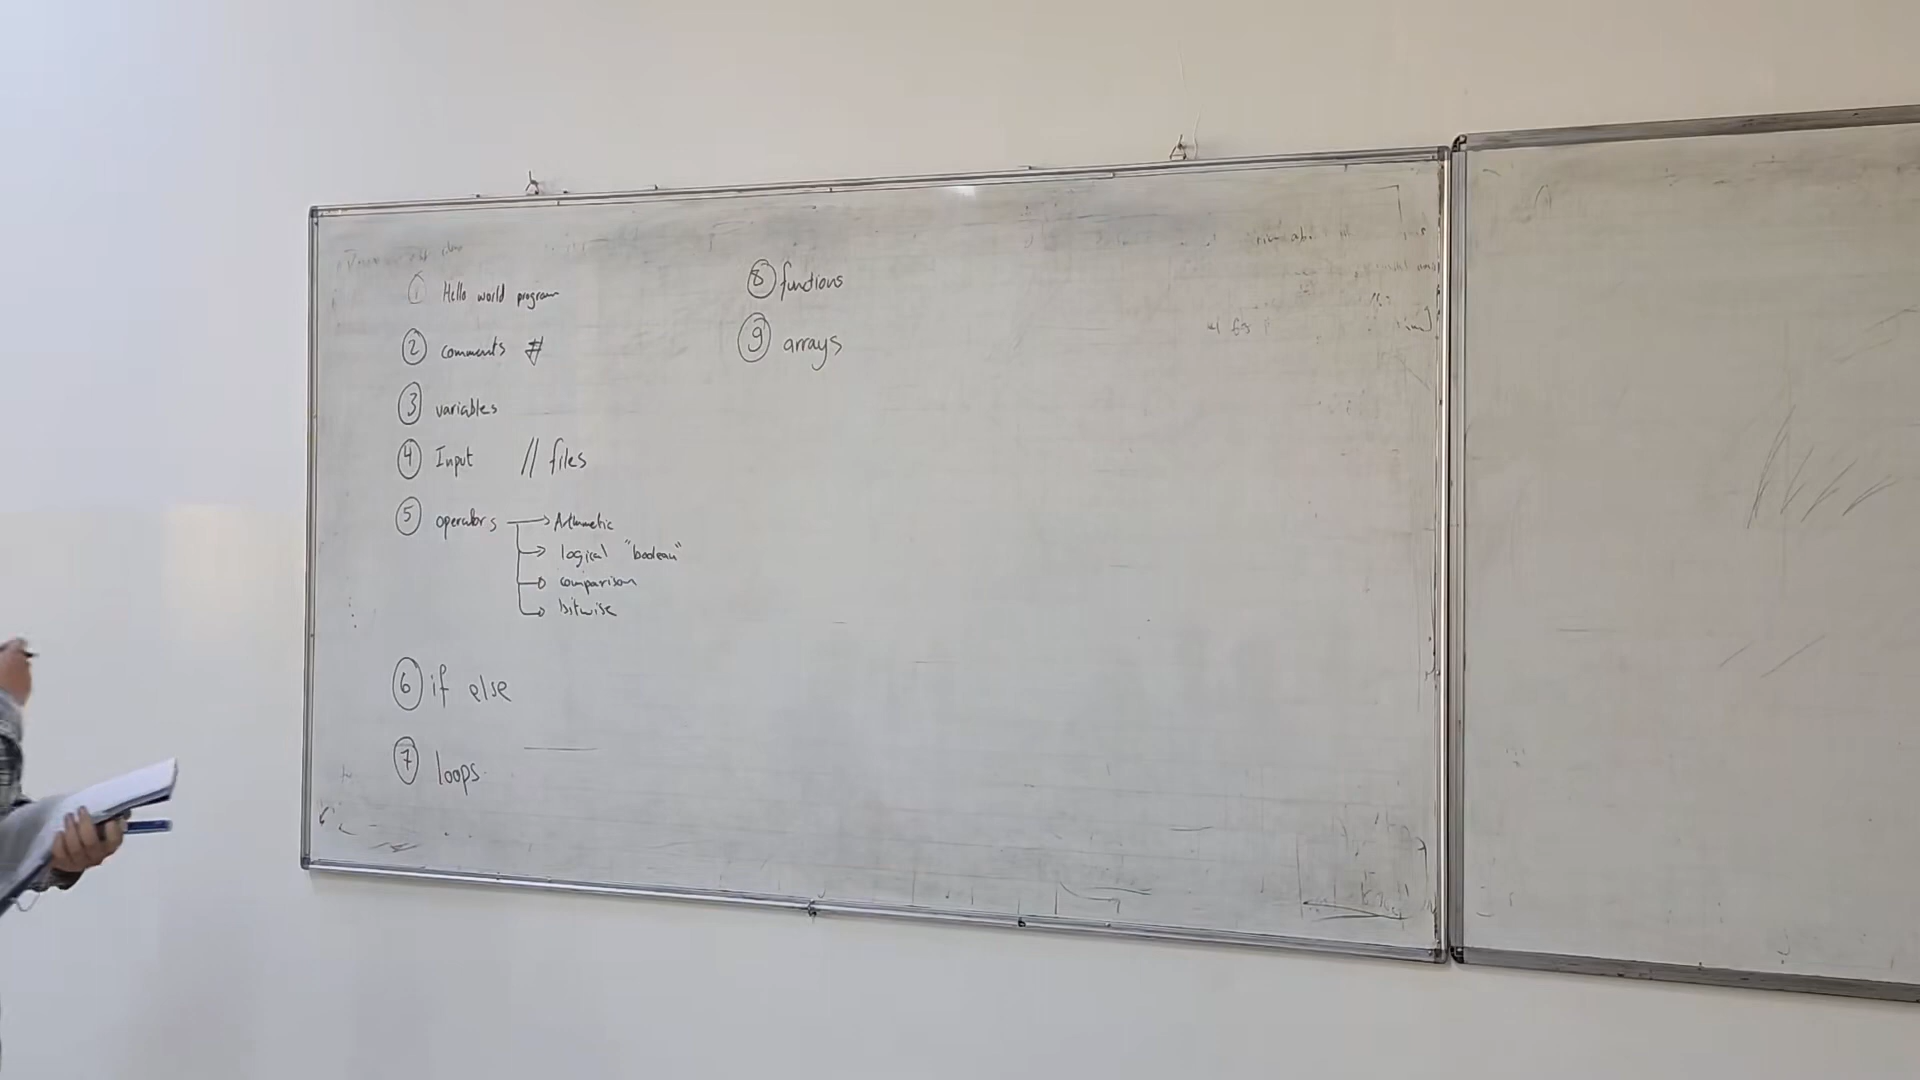 ① Hello world program
② comments #
③ variables
④ Input // files
⑤ operators → Arthmetic
→ logical "boolean"
→ comparison
→ bitwise
⑥ if else
⑦ loops
⑧ functions
⑨ arrays